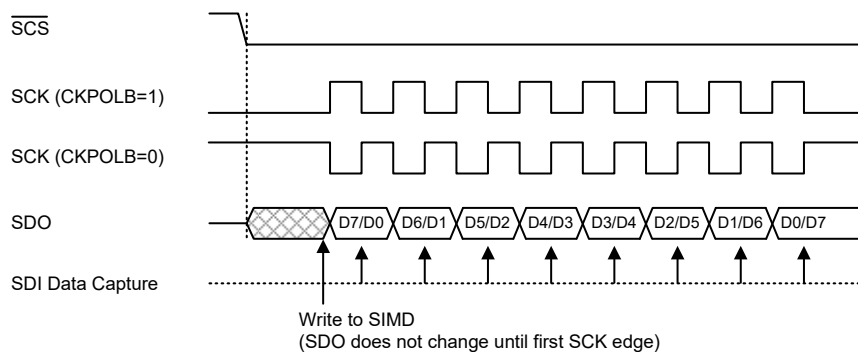 SCS
SCK (CKPOLB=1)
SCK (CKPOLB=0)
SDO
D7/D0 D6/D1 D5/D2 D4/D3 D3/D4 D2/D5 D1/D6 D0/D7
SDI Data Capture
Write to SIMD
(SDO does not change until first SCK edge)